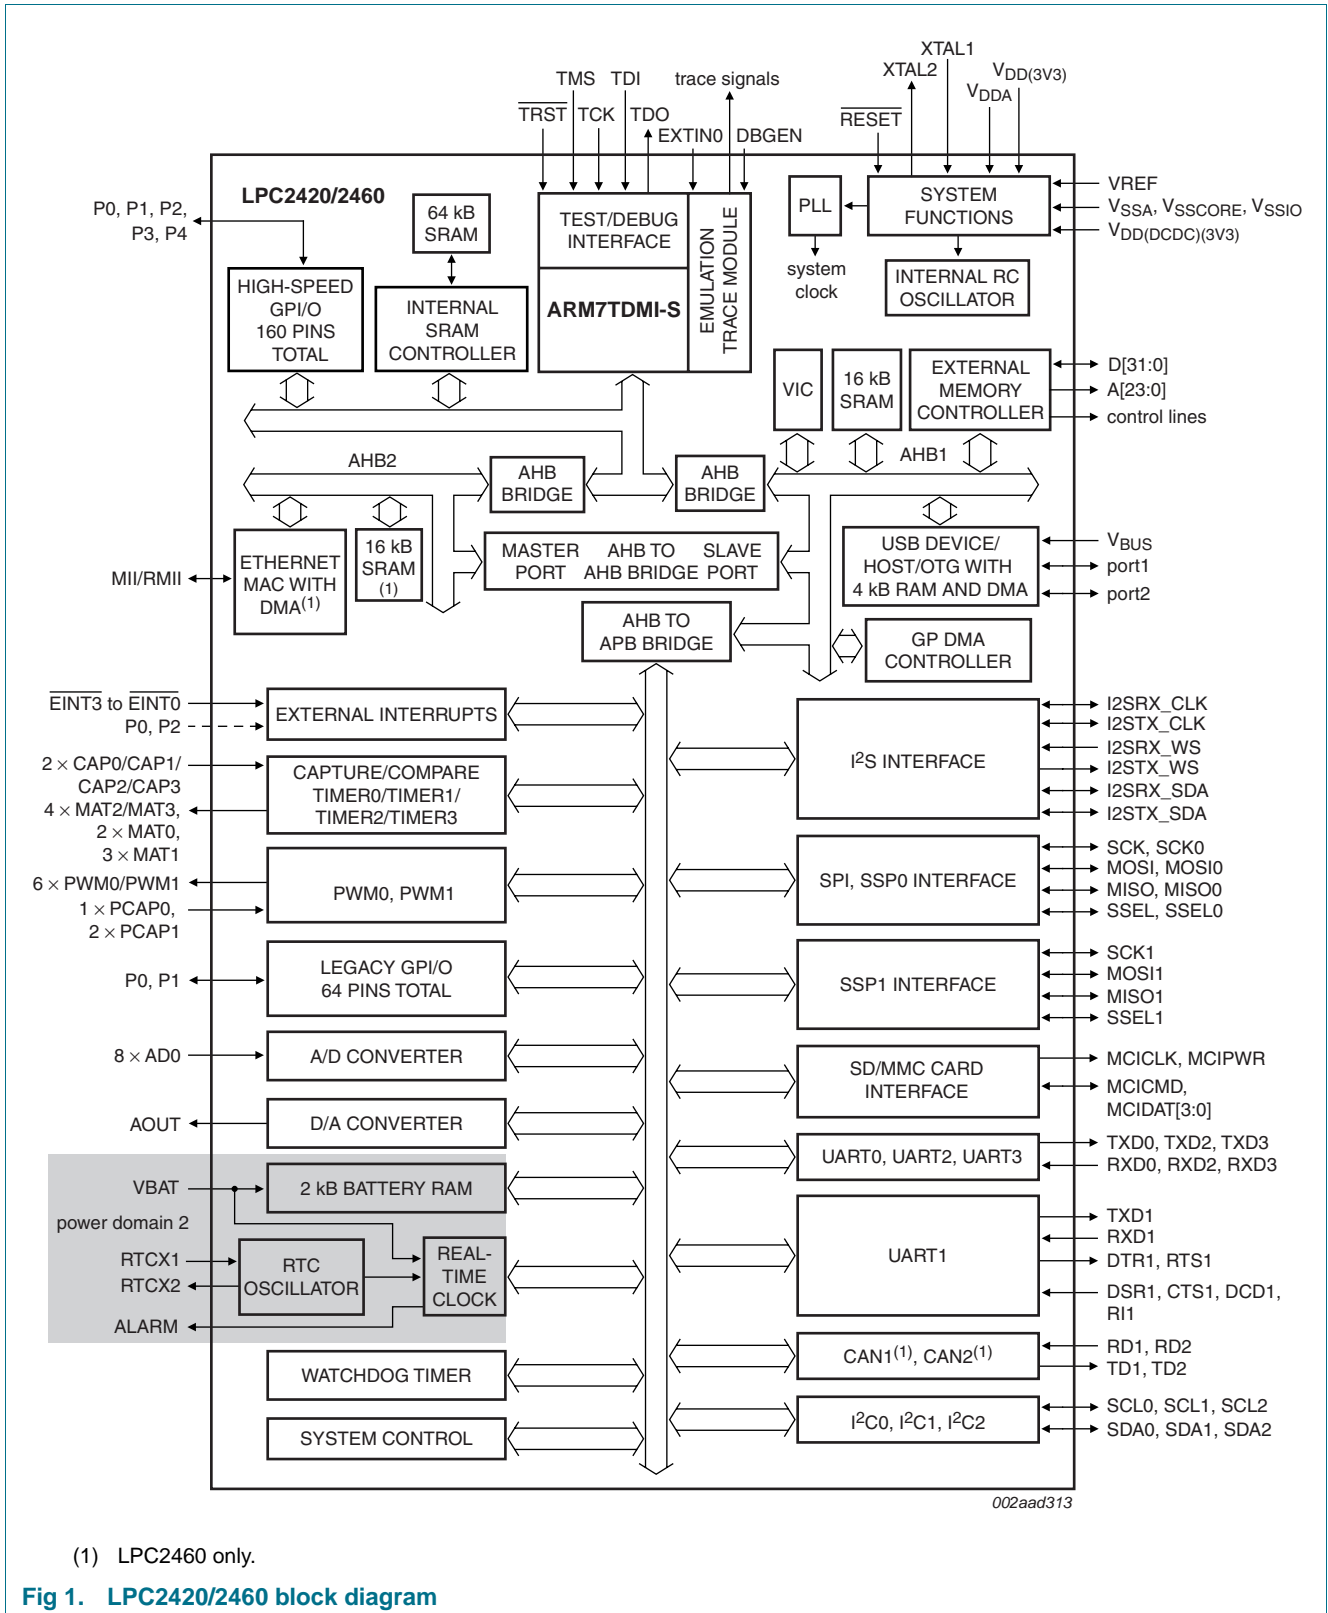 XTAL1
XTAL2
VDD(3V3)
VDDA
TMS TDI trace signals
TRST TCK TDO
EXTIN0 DBGEN
RESET
LPC2420/2460
P0, P1, P2,
P3, P4
64 kB
SRAM
TEST/DEBUG
INTERFACE
EMULATION
TRACE MODULE
PLL
SYSTEM
FUNCTIONS
VREF
VSSA, VSSCORE, VSSIO
VDD(DCDC)(3V3)
system
clock
HIGH-SPEED
GPI/O
160 PINS
TOTAL
INTERNAL
SRAM
CONTROLLER
ARM7TDMI-S
INTERNAL RC
OSCILLATOR
VIC
16 kB
SRAM
EXTERNAL
MEMORY
CONTROLLER
D[31:0]
A[23:0]
control lines
AHB2
AHB
BRIDGE
AHB
BRIDGE
AHB1
MII/RMII
ETHERNET
MAC WITH
DMA(1)
16 kB
SRAM
(1)
MASTER AHB TO SLAVE
PORT AHB BRIDGE PORT
USB DEVICE/
HOST/OTG WITH
4 kB RAM AND DMA
VBUS
port1
port2
AHB TO
APB BRIDGE
GP DMA
CONTROLLER
EINT3 to EINT0
P0, P2
EXTERNAL INTERRUPTS
2 × CAP0/CAP1/
CAP2/CAP3
4 × MAT2/MAT3,
2 × MAT0,
3 × MAT1
CAPTURE/COMPARE
TIMER0/TIMER1/
TIMER2/TIMER3
6 × PWM0/PWM1
1 × PCAP0,
2 × PCAP1
PWM0, PWM1
P0, P1
LEGACY GPI/O
64 PINS TOTAL
8 × AD0
A/D CONVERTER
AOUT
D/A CONVERTER
VBAT
2 kB BATTERY RAM
power domain 2
RTCX1
RTCX2
RTC
OSCILLATOR
REAL-
TIME
CLOCK
ALARM
WATCHDOG TIMER
SYSTEM CONTROL
I2S INTERFACE
I2SRX_CLK
I2STX_CLK
I2SRX_WS
I2STX_WS
I2SRX_SDA
I2STX_SDA
SPI, SSP0 INTERFACE
SCK, SCK0
MOSI, MOSI0
MISO, MISO0
SSEL, SSEL0
SSP1 INTERFACE
SCK1
MOSI1
MISO1
SSEL1
SD/MMC CARD
INTERFACE
MCICLK, MCIPWR
MCICMD,
MCIDAT[3:0]
UART0, UART2, UART3
TXD0, TXD2, TXD3
RXD0, RXD2, RXD3
UART1
TXD1
RXD1
DTR1, RTS1
DSR1, CTS1, DCD1,
RI1
CAN1(1), CAN2(1)
RD1, RD2
TD1, TD2
I2C0, I2C1, I2C2
SCL0, SCL1, SCL2
SDA0, SDA1, SDA2
002aad313
(1) LPC2460 only.
Fig 1. LPC2420/2460 block diagram